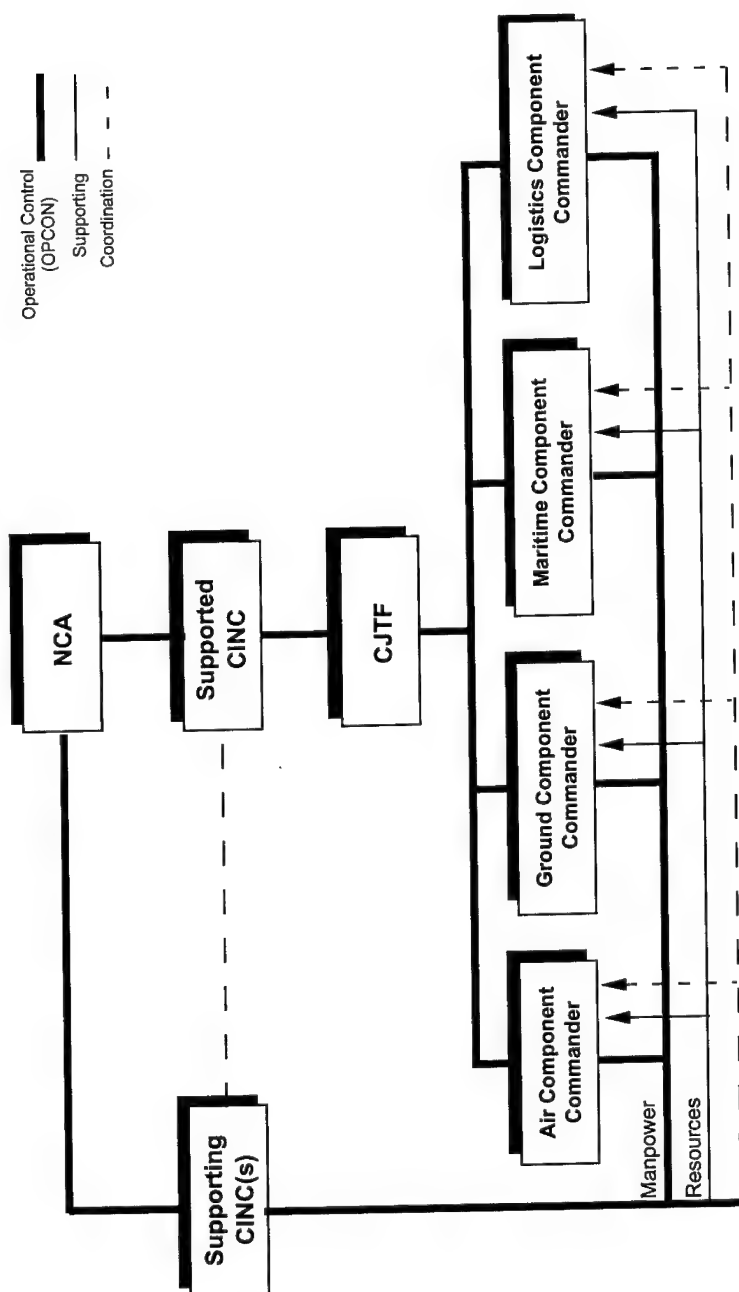 Operational Control
(OPCON)
Supporting
Coordination
NCA
Supporting
CINC(s)
Supported
CINC
CJTF
Air Component
Commander
Ground Component
Commander
Maritime Component
Commander
Logistics Component
Commander
Manpower
Resources